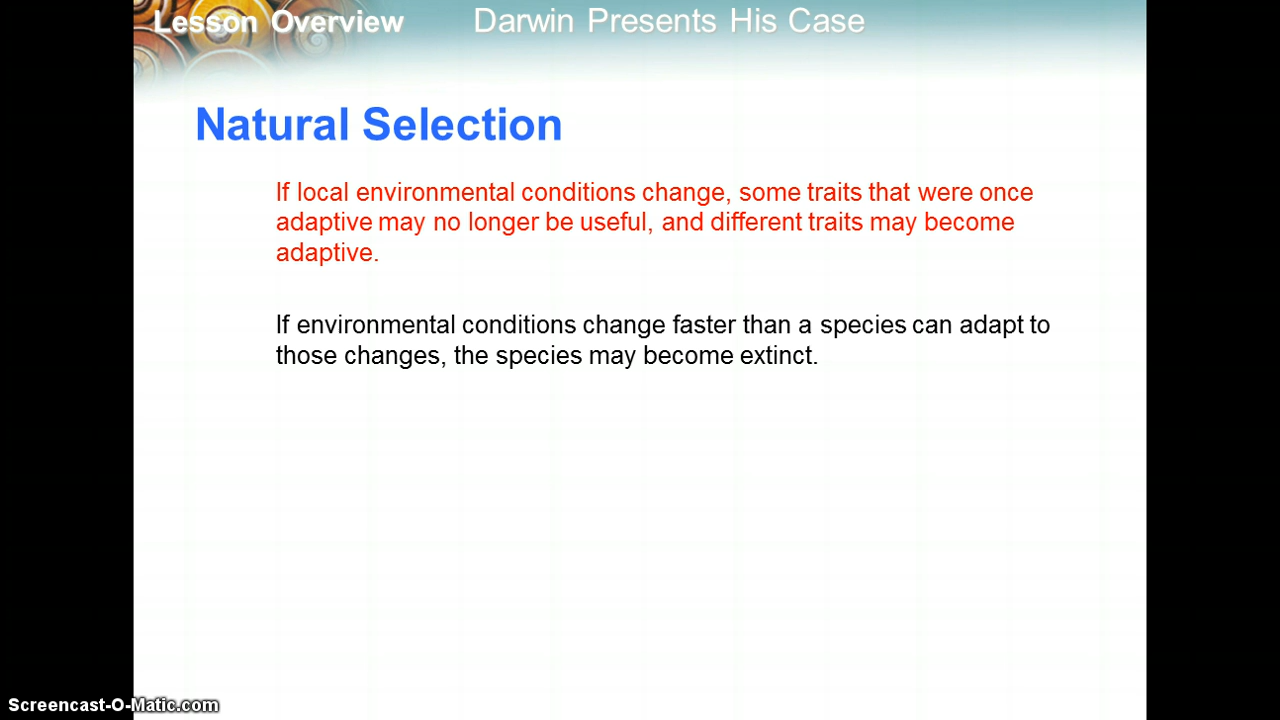 Lesson Overview Darwin Presents His Case
Natural Selection
If local environmental conditions change, some traits that were once
adaptive may no longer be useful, and different traits may become
adaptive.
If environmental conditions change faster than a species can adapt to
those changes, the species may become extinct.
Screencast-O-Matic.com